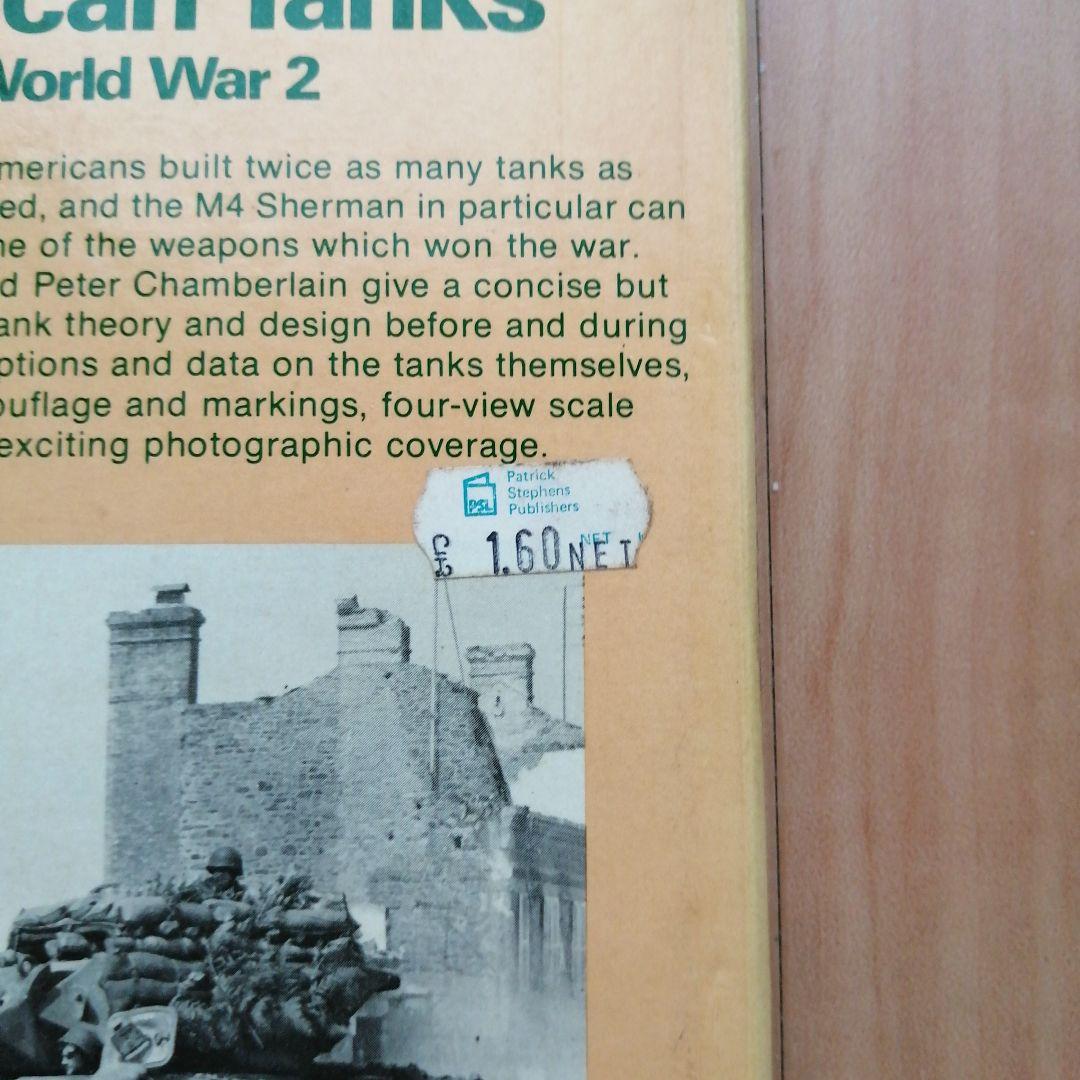 can Tanks
World War 2
mericans built twice as many tanks as
ed, and the M4 Sherman in particular can
ne of the weapons which won the war.
d Peter Chamberlain give a concise but
ank theory and design before and during
ptions and data on the tanks themselves,
ouflage and markings, four-view scale
exciting photographic coverage.
PSL
Patrick
Stephens
Publishers
NET
1.60NET